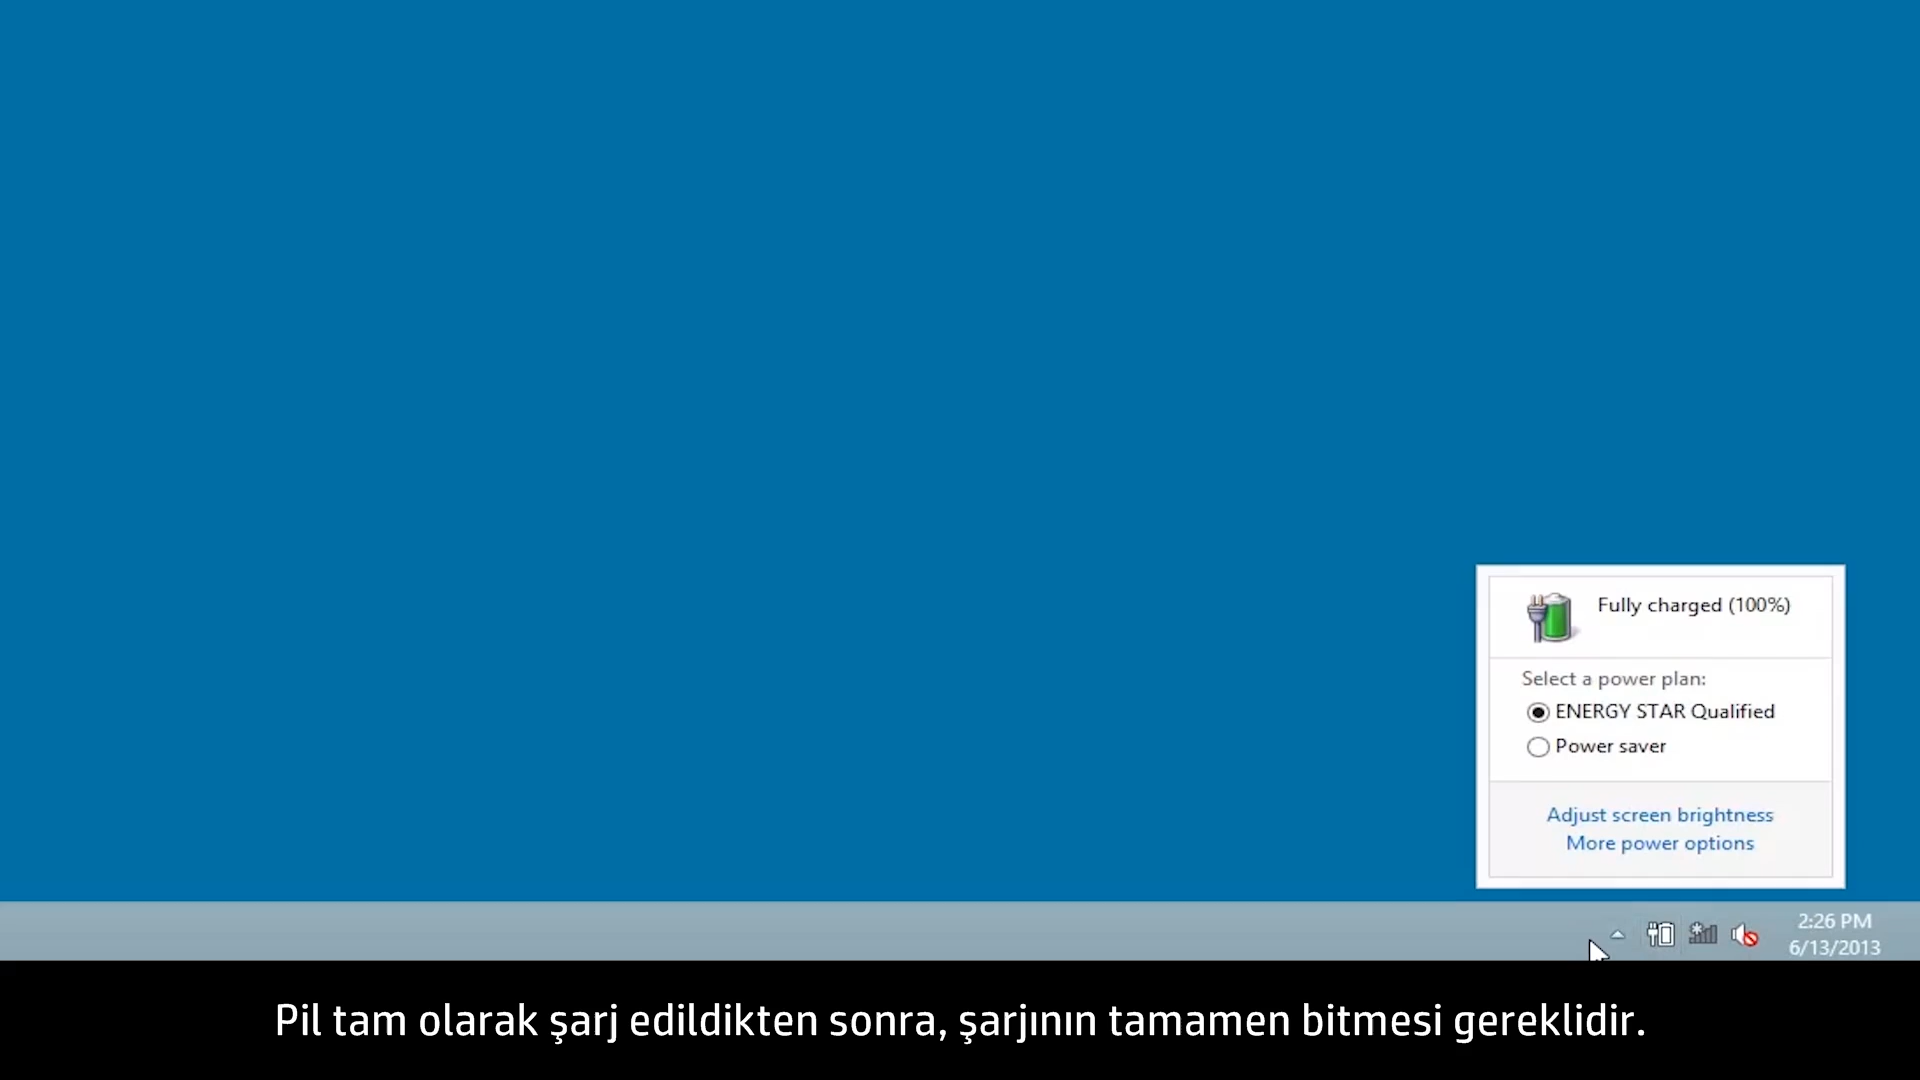 Fully charged (100%)
Select a power plan:
ENERGY STAR Qualified
Power saver
Adjust screen brightness
More power options
2:26 PM
6/13/2013
Pil tam olarak şarj edildikten sonra, şarjının tamamen bitmesi gereklidir.